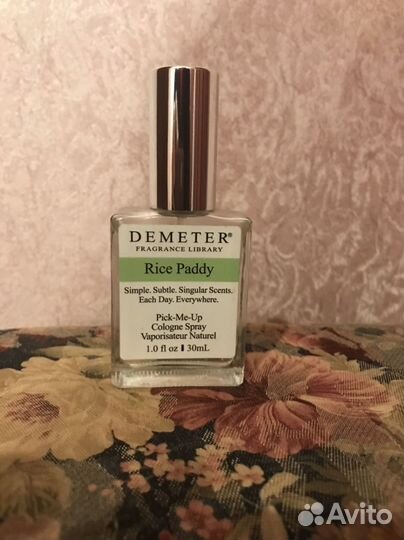 DEMETER®
FRAGRANCE LIBRARY
Rice Paddy
Simple. Subtle. Singular Scents.
Each Day. Everywhere.
Pick-Me-Up
Cologne Spray
Vaporisateur Naturel
1.0 fl oz 30mL
Avito